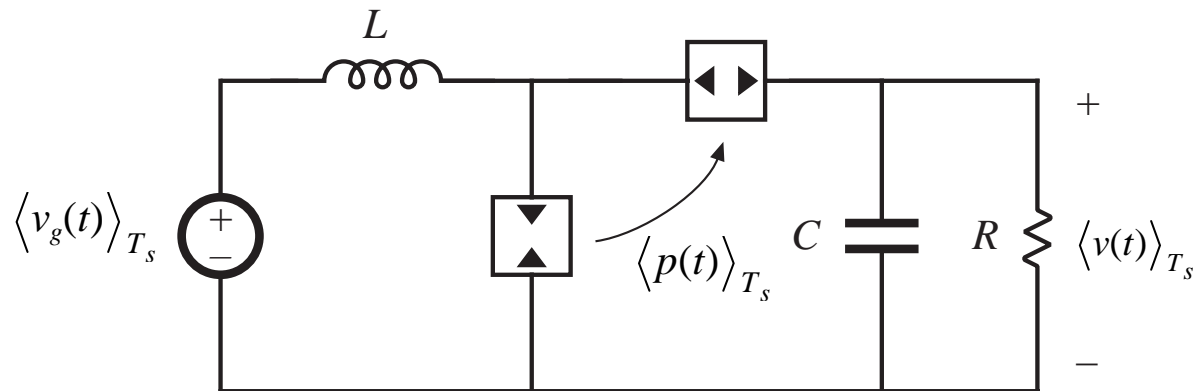 L
+
⟨v_g(t)⟩_{T_s}
+
−
⟨p(t)⟩_{T_s}
C
R
⟨v(t)⟩_{T_s}
−